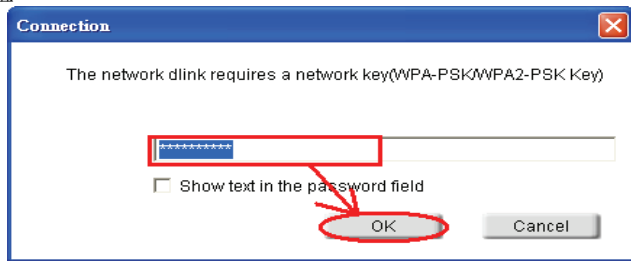 Connection
The network dlink requires a network key(WPA-PSK/WPA2-PSK Key)
**********
Show text in the password field
OK Cancel